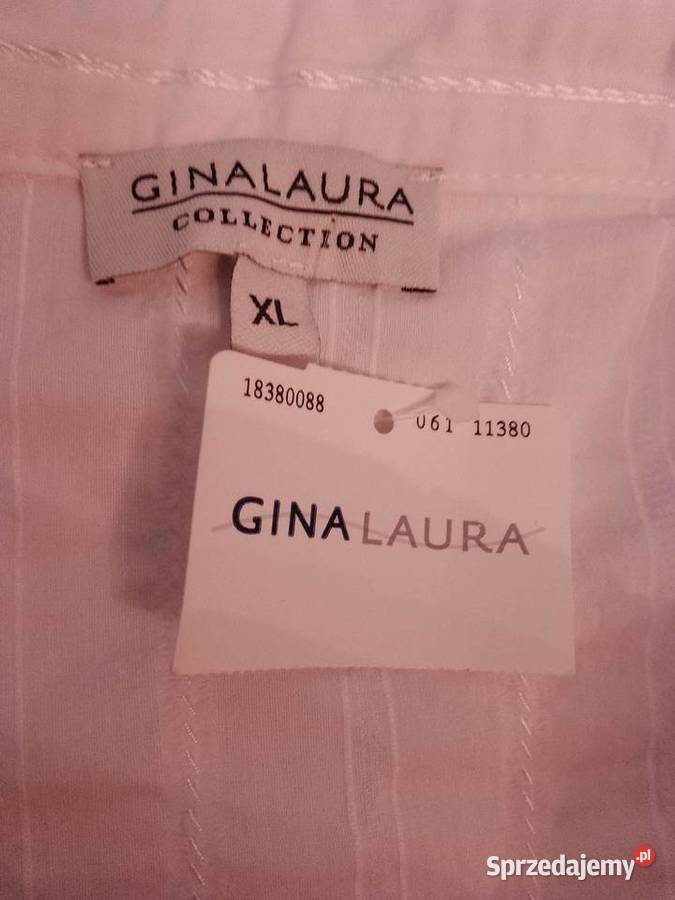 GINALAURA
COLLECTION
XL
18380088
061 11380
GINA LAURA
Sprzedajemy.pl